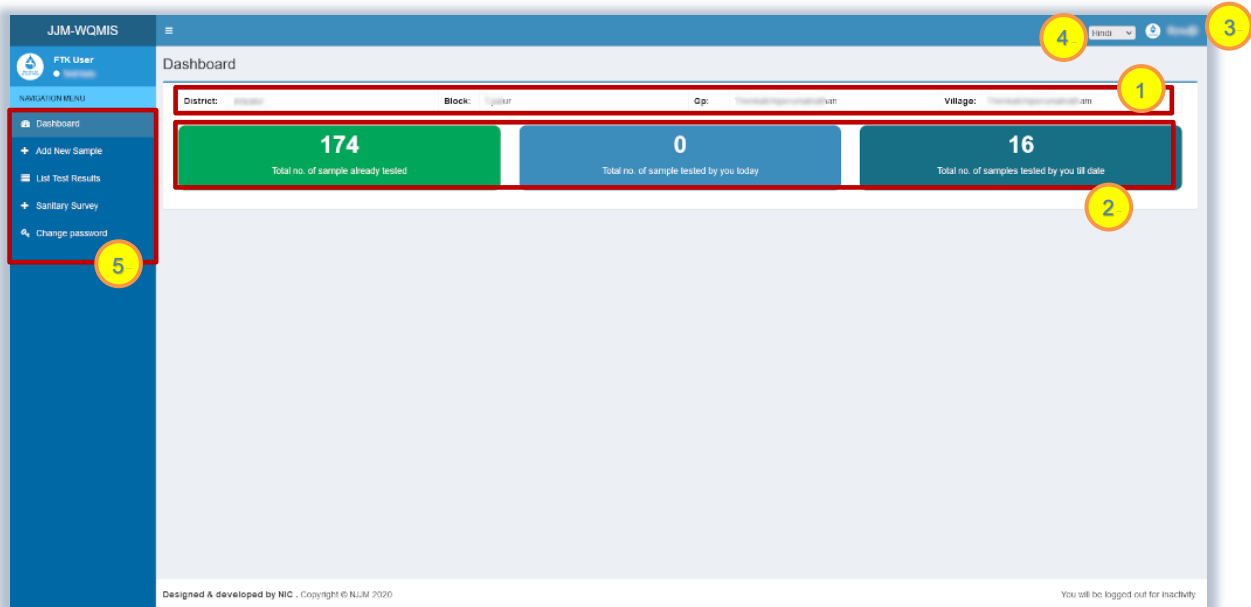 JJM-WQMIS
4
Hindi
3
FTK User
Dashboard
NAVIGATION MENU
1
District:
Block:
Gp:
Village:
Dashboard
Add New Sample
List Test Results
Sanitary Survey
Change password
5
174
Total no. of sample already tested
0
Total no. of sample tested by you today
16
Total no. of samples tested by you till date
2
Designed & developed by NIC . Copyright © NJJM 2020
You will be logged out for inactivity